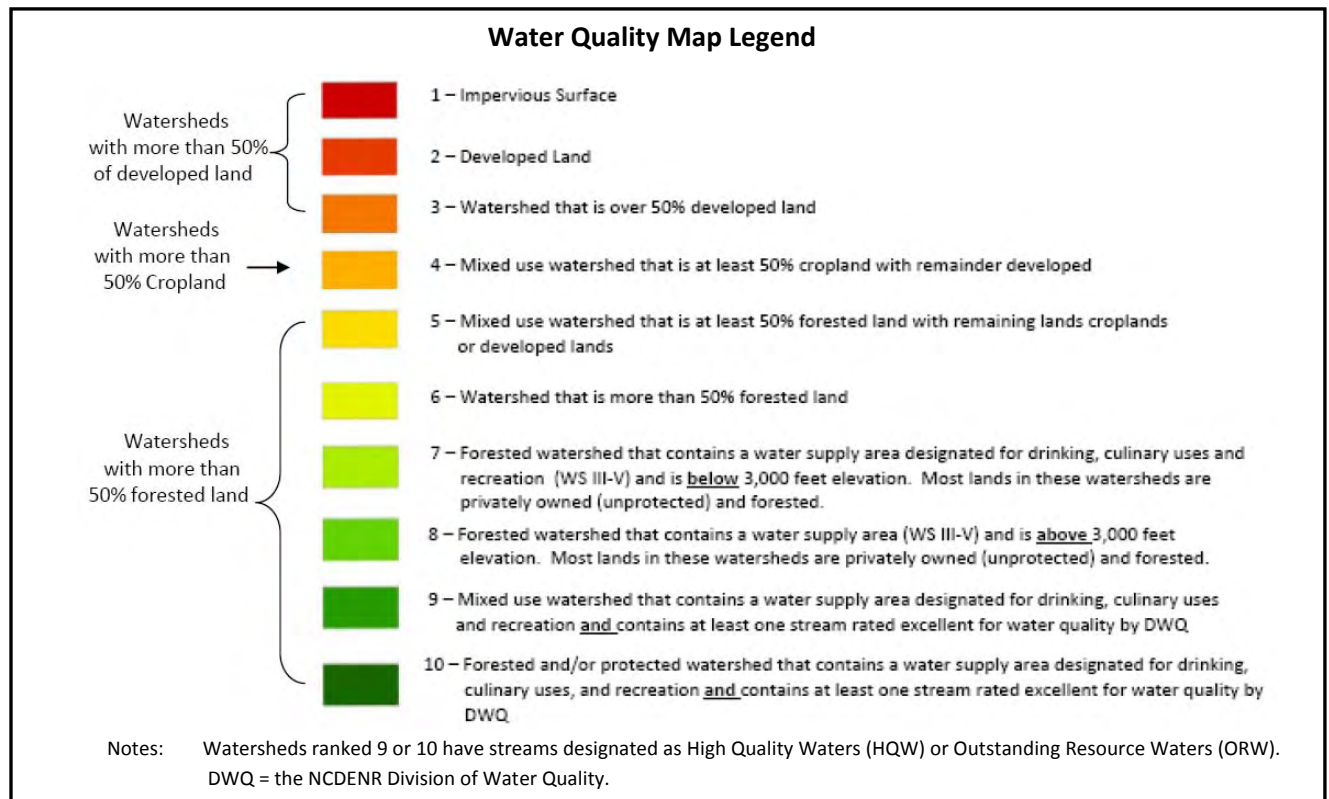 Water Quality Map Legend
Watersheds
with more than 50%
of developed land
1 – Impervious Surface
2 – Developed Land
3 – Watershed that is over 50% developed land
Watersheds
with more than
50% Cropland
4 – Mixed use watershed that is at least 50% cropland with remainder developed
Watersheds
with more than
50% forested land
5 – Mixed use watershed that is at least 50% forested land with remaining lands croplands
or developed lands
6 – Watershed that is more than 50% forested land
7 – Forested watershed that contains a water supply area designated for drinking, culinary uses and
recreation (WS III-V) and is below 3,000 feet elevation. Most lands in these watersheds are
privately owned (unprotected) and forested.
8 – Forested watershed that contains a water supply area (WS III-V) and is above 3,000 feet
elevation. Most lands in these watersheds are privately owned (unprotected) and forested.
9 – Mixed use watershed that contains a water supply area designated for drinking, culinary uses
and recreation and contains at least one stream rated excellent for water quality by DWQ
10 – Forested and/or protected watershed that contains a water supply area designated for drinking,
culinary uses, and recreation and contains at least one stream rated excellent for water quality by
DWQ
Notes: Watersheds ranked 9 or 10 have streams designated as High Quality Waters (HQW) or Outstanding Resource Waters (ORW).
DWQ = the NCDENR Division of Water Quality.